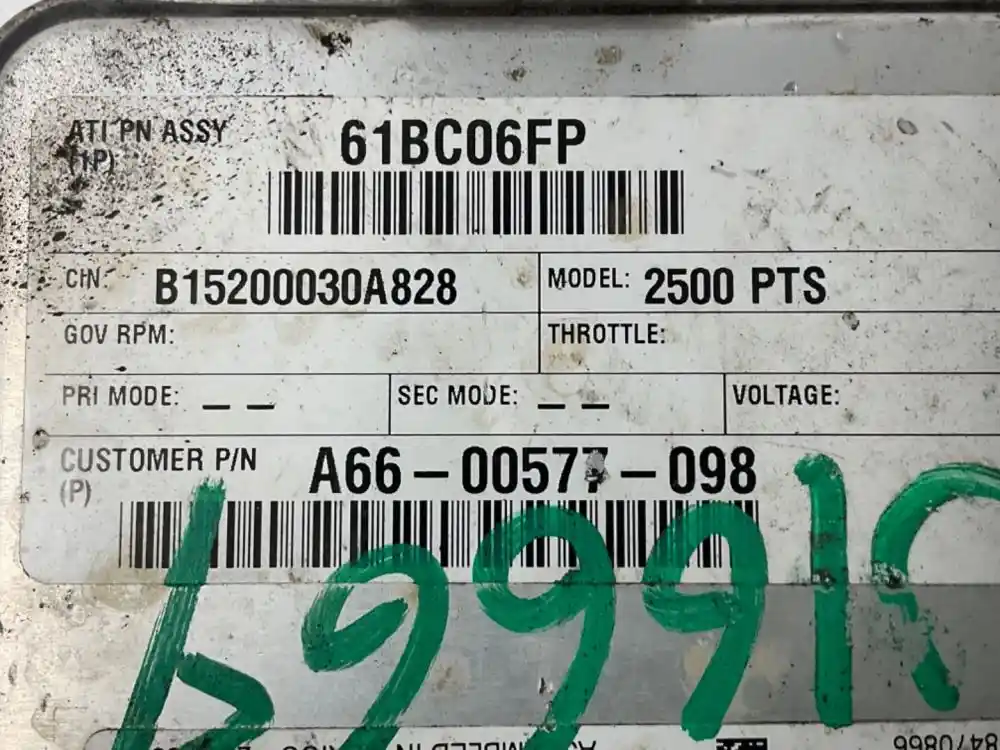 ATI PN ASSY 61BC06FP
(1P)
CIN: B15200030A828 MODEL: 2500 PTS
GOV RPM: THROTTLE:
PRI MODE: _ _ SEC MODE: _ _ VOLTAGE:
CUSTOMER P/N A66-00577-098
(P)